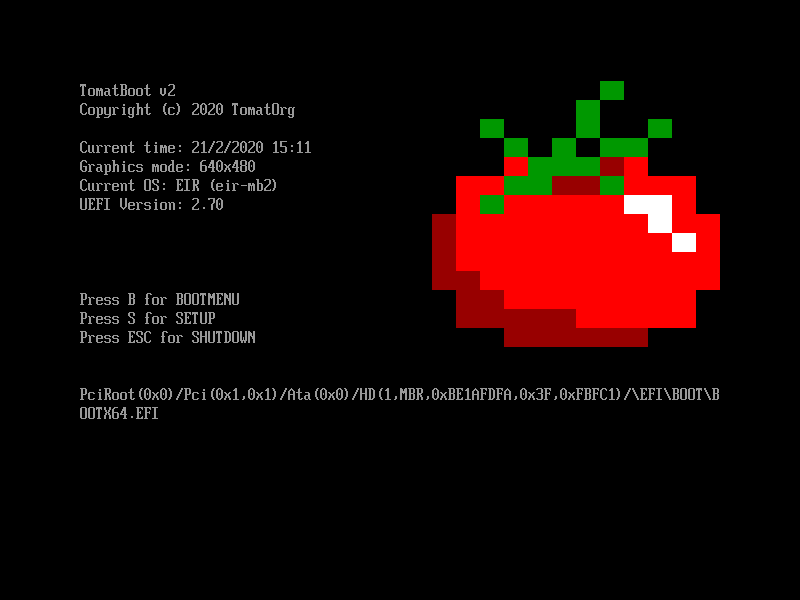 TomatBoot v2
Copyright (c) 2020 TomatOrg
Current time: 21/2/2020 15:11
Graphics mode: 640x480
Current OS: EIR (eir-mb2)
UEFI Version: 2.70
Press B for BOOTMENU
Press S for SETUP
Press ESC for SHUTDOWN
PciRoot(0x0)/Pci(0x1,0x1)/Ata(0x0)/HD(1,MBR,0xBE1AFDFA,0x3F,0xFBFC1)/\EFI\BOOT\B
OOTX64.EFI